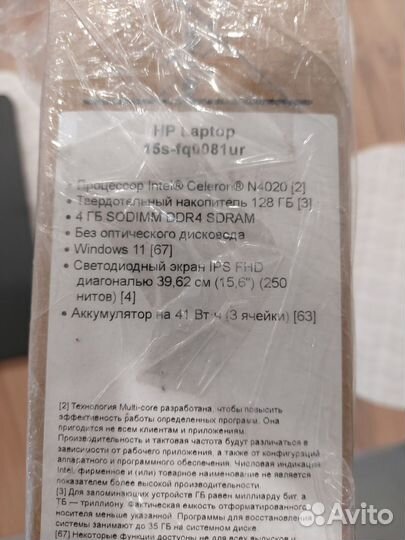 HP Laptop
15s-fq0081ur
• Процессор Intel® Celeron® N4020 [2]
• Твердотельный накопитель 128 ГБ [3]
• 4 ГБ SODIMM DDR4 SDRAM
• Без оптического дисковода
• Windows 11 [67]
• Светодиодный экран IPS FHD
диагональю 39,62 см (15,6") (250
нитов) [4]
• Аккумулятор на 41 Вт·ч (3 ячейки) [63]
[2] Технология Multi-core разработана, чтобы повысить
эффективность работы определенных программ. Она
пригодится не всем клиентам и приложениям.
Производительность и тактовая частота будут различаться в
зависимости от рабочего приложения, а также от конфигураций
аппаратного и программного обеспечения. Числовая индикация
Intel, фирменное и (или) товарное наименование не является
показателем более высокой производительности.
[3] Для запоминающих устройств ГБ равен миллиарду бит, а
ТБ — триллиону. Фактическая емкость отформатированного
носителя меньше указанной. Программы для восстановления
системы занимают до 35 ГБ на системном диске.
[67] Некоторые функции доступны не для всех выпусков и
Avito